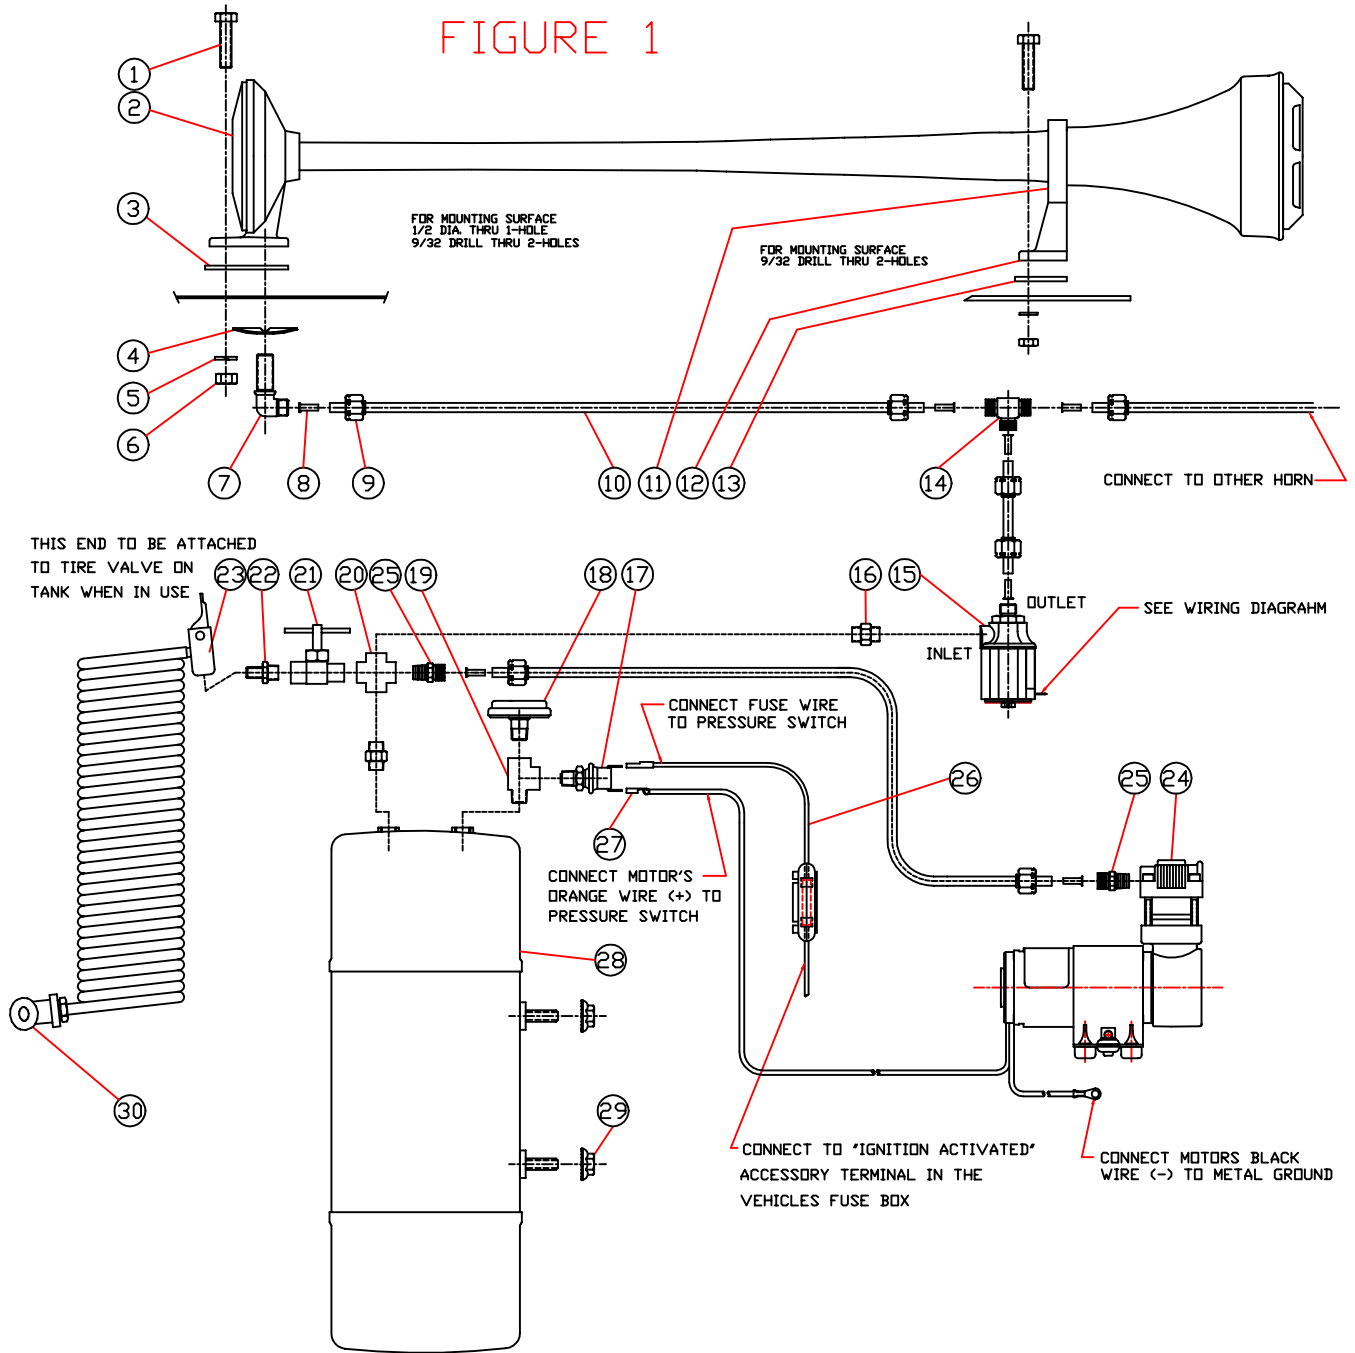 FIGURE 1
1
2
3
FOR MOUNTING SURFACE
1/2 DIA. THRU 1-HOLE
9/32 DRILL THRU 2-HOLES
FOR MOUNTING SURFACE
9/32 DRILL THRU 2-HOLES
4
5
6
7
8
9
10
11
12
13
14
CONNECT TO OTHER HORN
THIS END TO BE ATTACHED
TO TIRE VALVE ON
TANK WHEN IN USE
23
22
21
20
25
19
18
17
16
15
OUTLET
INLET
SEE WIRING DIAGRAHM
CONNECT FUSE WIRE
TO PRESSURE SWITCH
26
25
24
27
CONNECT MOTOR'S
ORANGE WIRE (+) TO
PRESSURE SWITCH
28
30
29
CONNECT TO "IGNITION ACTIVATED"
ACCESSORY TERMINAL IN THE
VEHICLES FUSE BOX
CONNECT MOTORS BLACK
WIRE (-) TO METAL GROUND